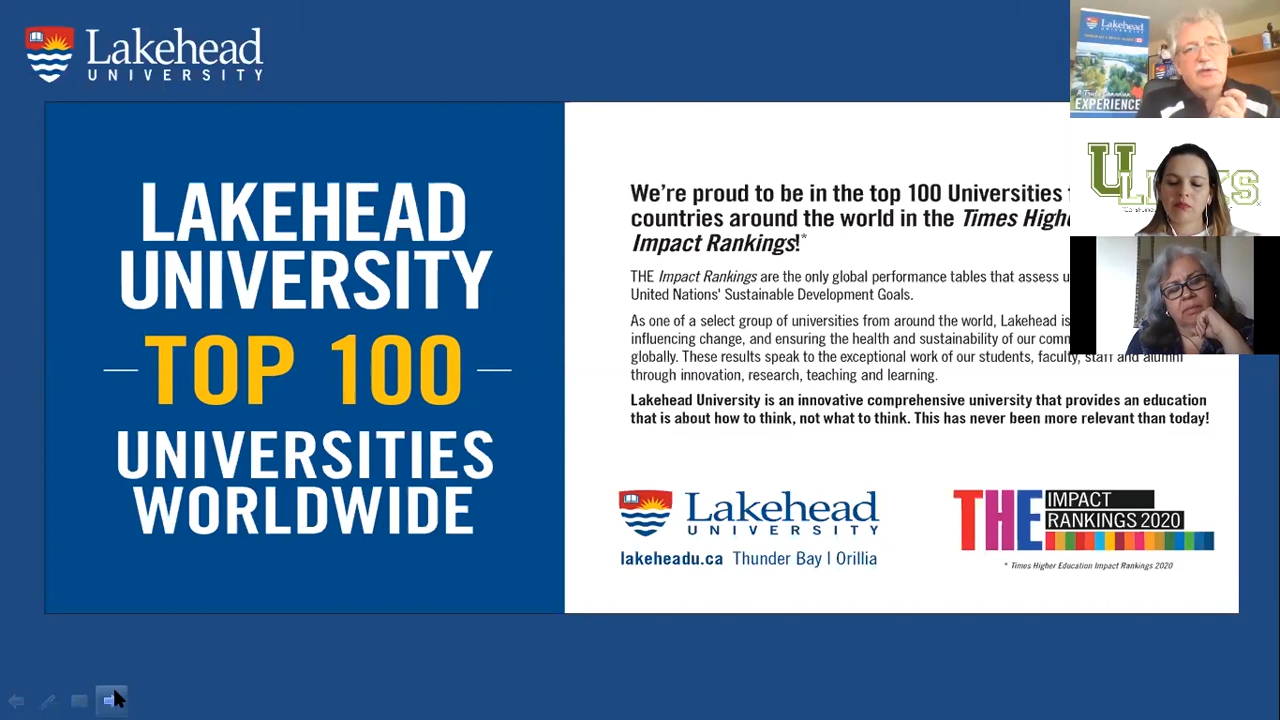 Lakehead
UNIVERSITY
LAKEHEAD
UNIVERSITY
TOP 100
UNIVERSITIES
WORLDWIDE
We're proud to be in the top 100 Universities
countries around the world in the Times
Impact Rankings!*
THE Impact Rankings are the only global performance tables that assess
United Nations' Sustainable Development Goals.
As one of a select group of universities from around the world, Lakehead is
influencing change, and ensuring the health and sustainability of our
globally. These results speak to the exceptional work of our students, faculty, staff and alumni
through innovation, research, teaching and learning.
Lakehead University is an innovative comprehensive university that provides an education
that is about how to think, not what to think. This has never been more relevant than today!
Lakehead
UNIVERSITY
lakeheadu.ca Thunder Bay | Orillia
THE IMPACT
RANKINGS 2020
* Times Higher Education Impact Rankings 2020
Lakehead
UNIVERSITY
EXPERIENCE
U